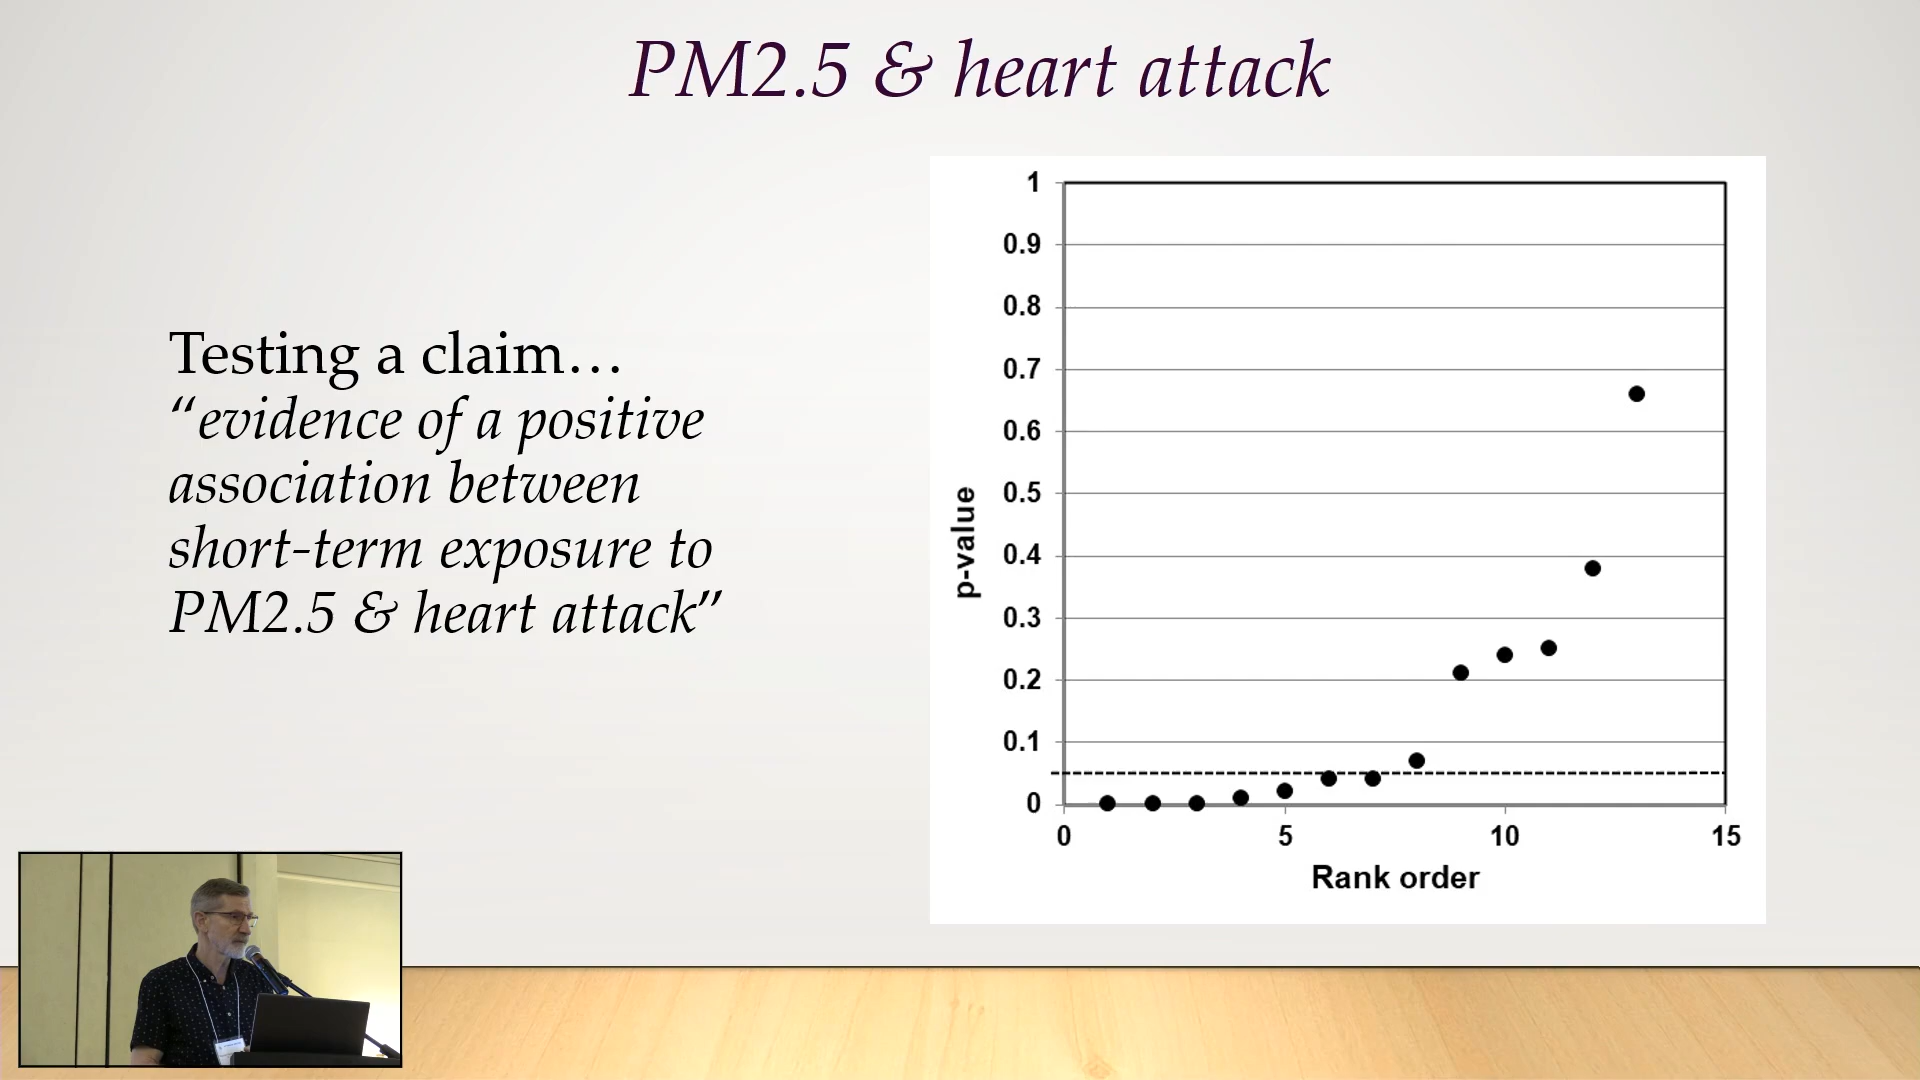 PM2.5 & heart attack
Testing a claim…
“evidence of a positive
association between
short-term exposure to
PM2.5 & heart attack”
1
0.9
0.8
0.7
0.6
0.5
0.4
0.3
0.2
0.1
0
p-value
0 5 10 15
Rank order